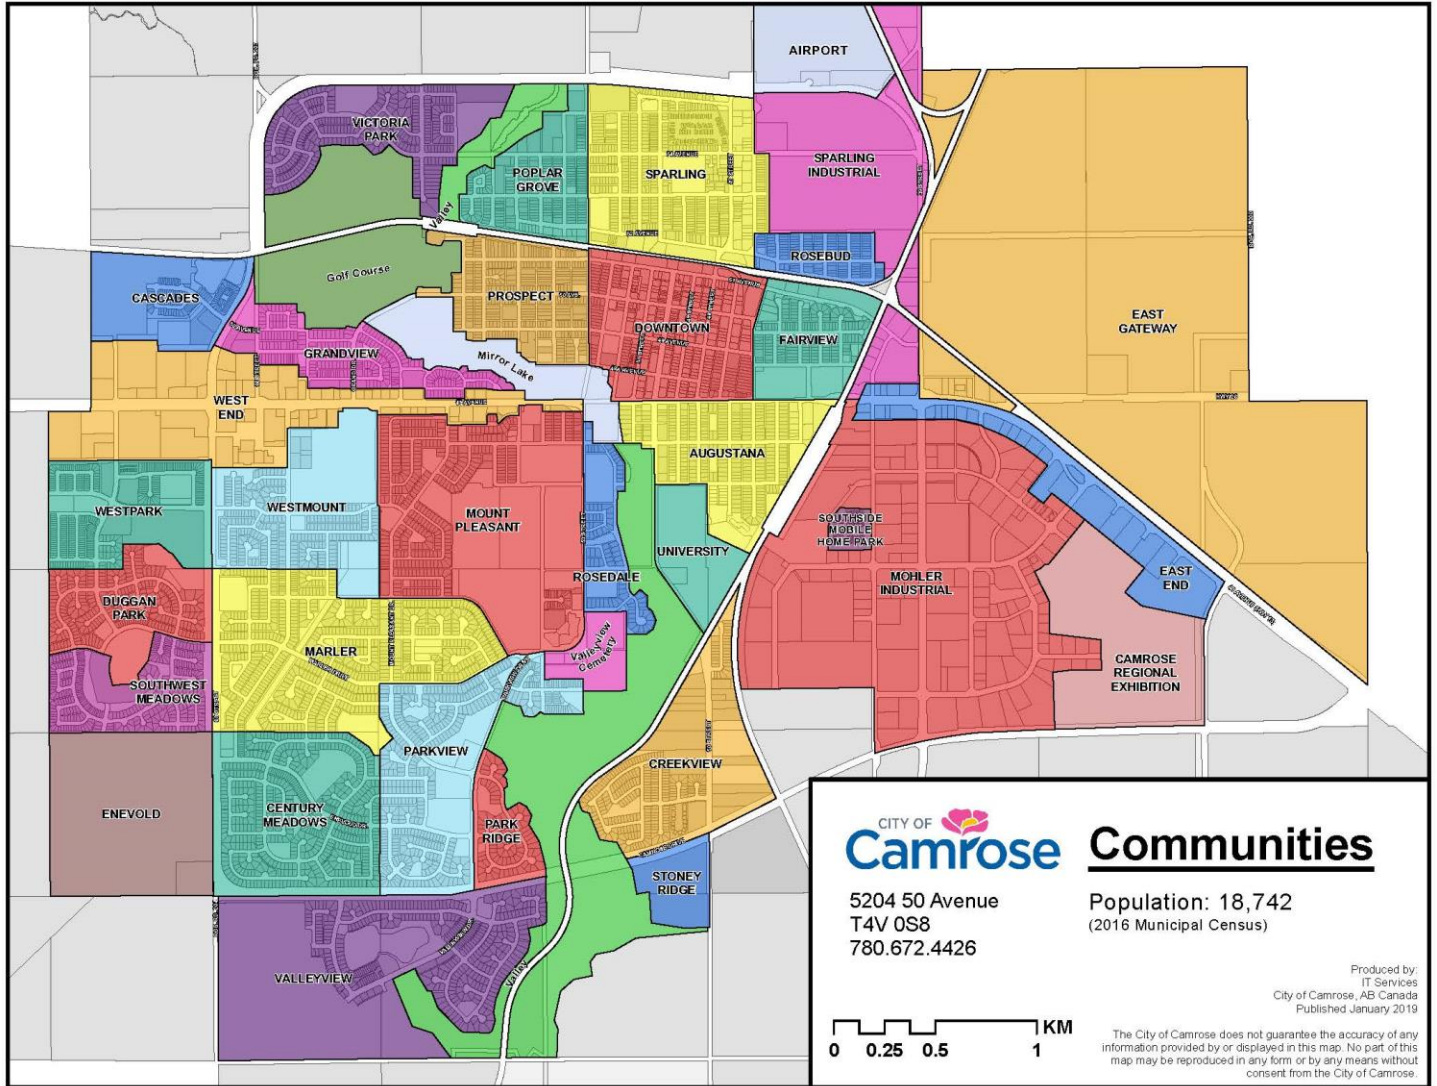 AIRPORT
VICTORIA
PARK
POPLAR
GROVE
SPARLING
SPARLING
INDUSTRIAL
Valley
ROSEBUD
Golf Course
CASCADES
PROSPECT
DOWNTOWN
FAIRVIEW
EAST
GATEWAY
GRANDVIEW
Mirror Lake
WEST
END
AUGUSTANA
WESTPARK
WESTMOUNT
MOUNT
PLEASANT
SOUTHSIDE
MOBILE
HOME PARK
UNIVERSITY
ROSEDALE
MOHLER
INDUSTRIAL
EAST
END
DUGGAN
PARK
MARLER
Valleyview
Cemetery
SOUTHWEST
MEADOWS
CAMROSE
REGIONAL
EXHIBITION
PARKVIEW
CREEKVIEW
ENEVOLD
CENTURY
MEADOWS
PARK
RIDGE
STONEY
RIDGE
VALLEYVIEW
Valley
CITY OF
Camrose
5204 50 Avenue
T4V 0S8
780.672.4426
Communities
Population: 18,742
(2016 Municipal Census)
Produced by:
IT Services
City of Camrose, AB Canada
Published January 2019
KM
0 0.25 0.5 1
The City of Camrose does not guarantee the accuracy of any
information provided by or displayed in this map. No part of this
map may be reproduced in any form or by any means without
consent from the City of Camrose.